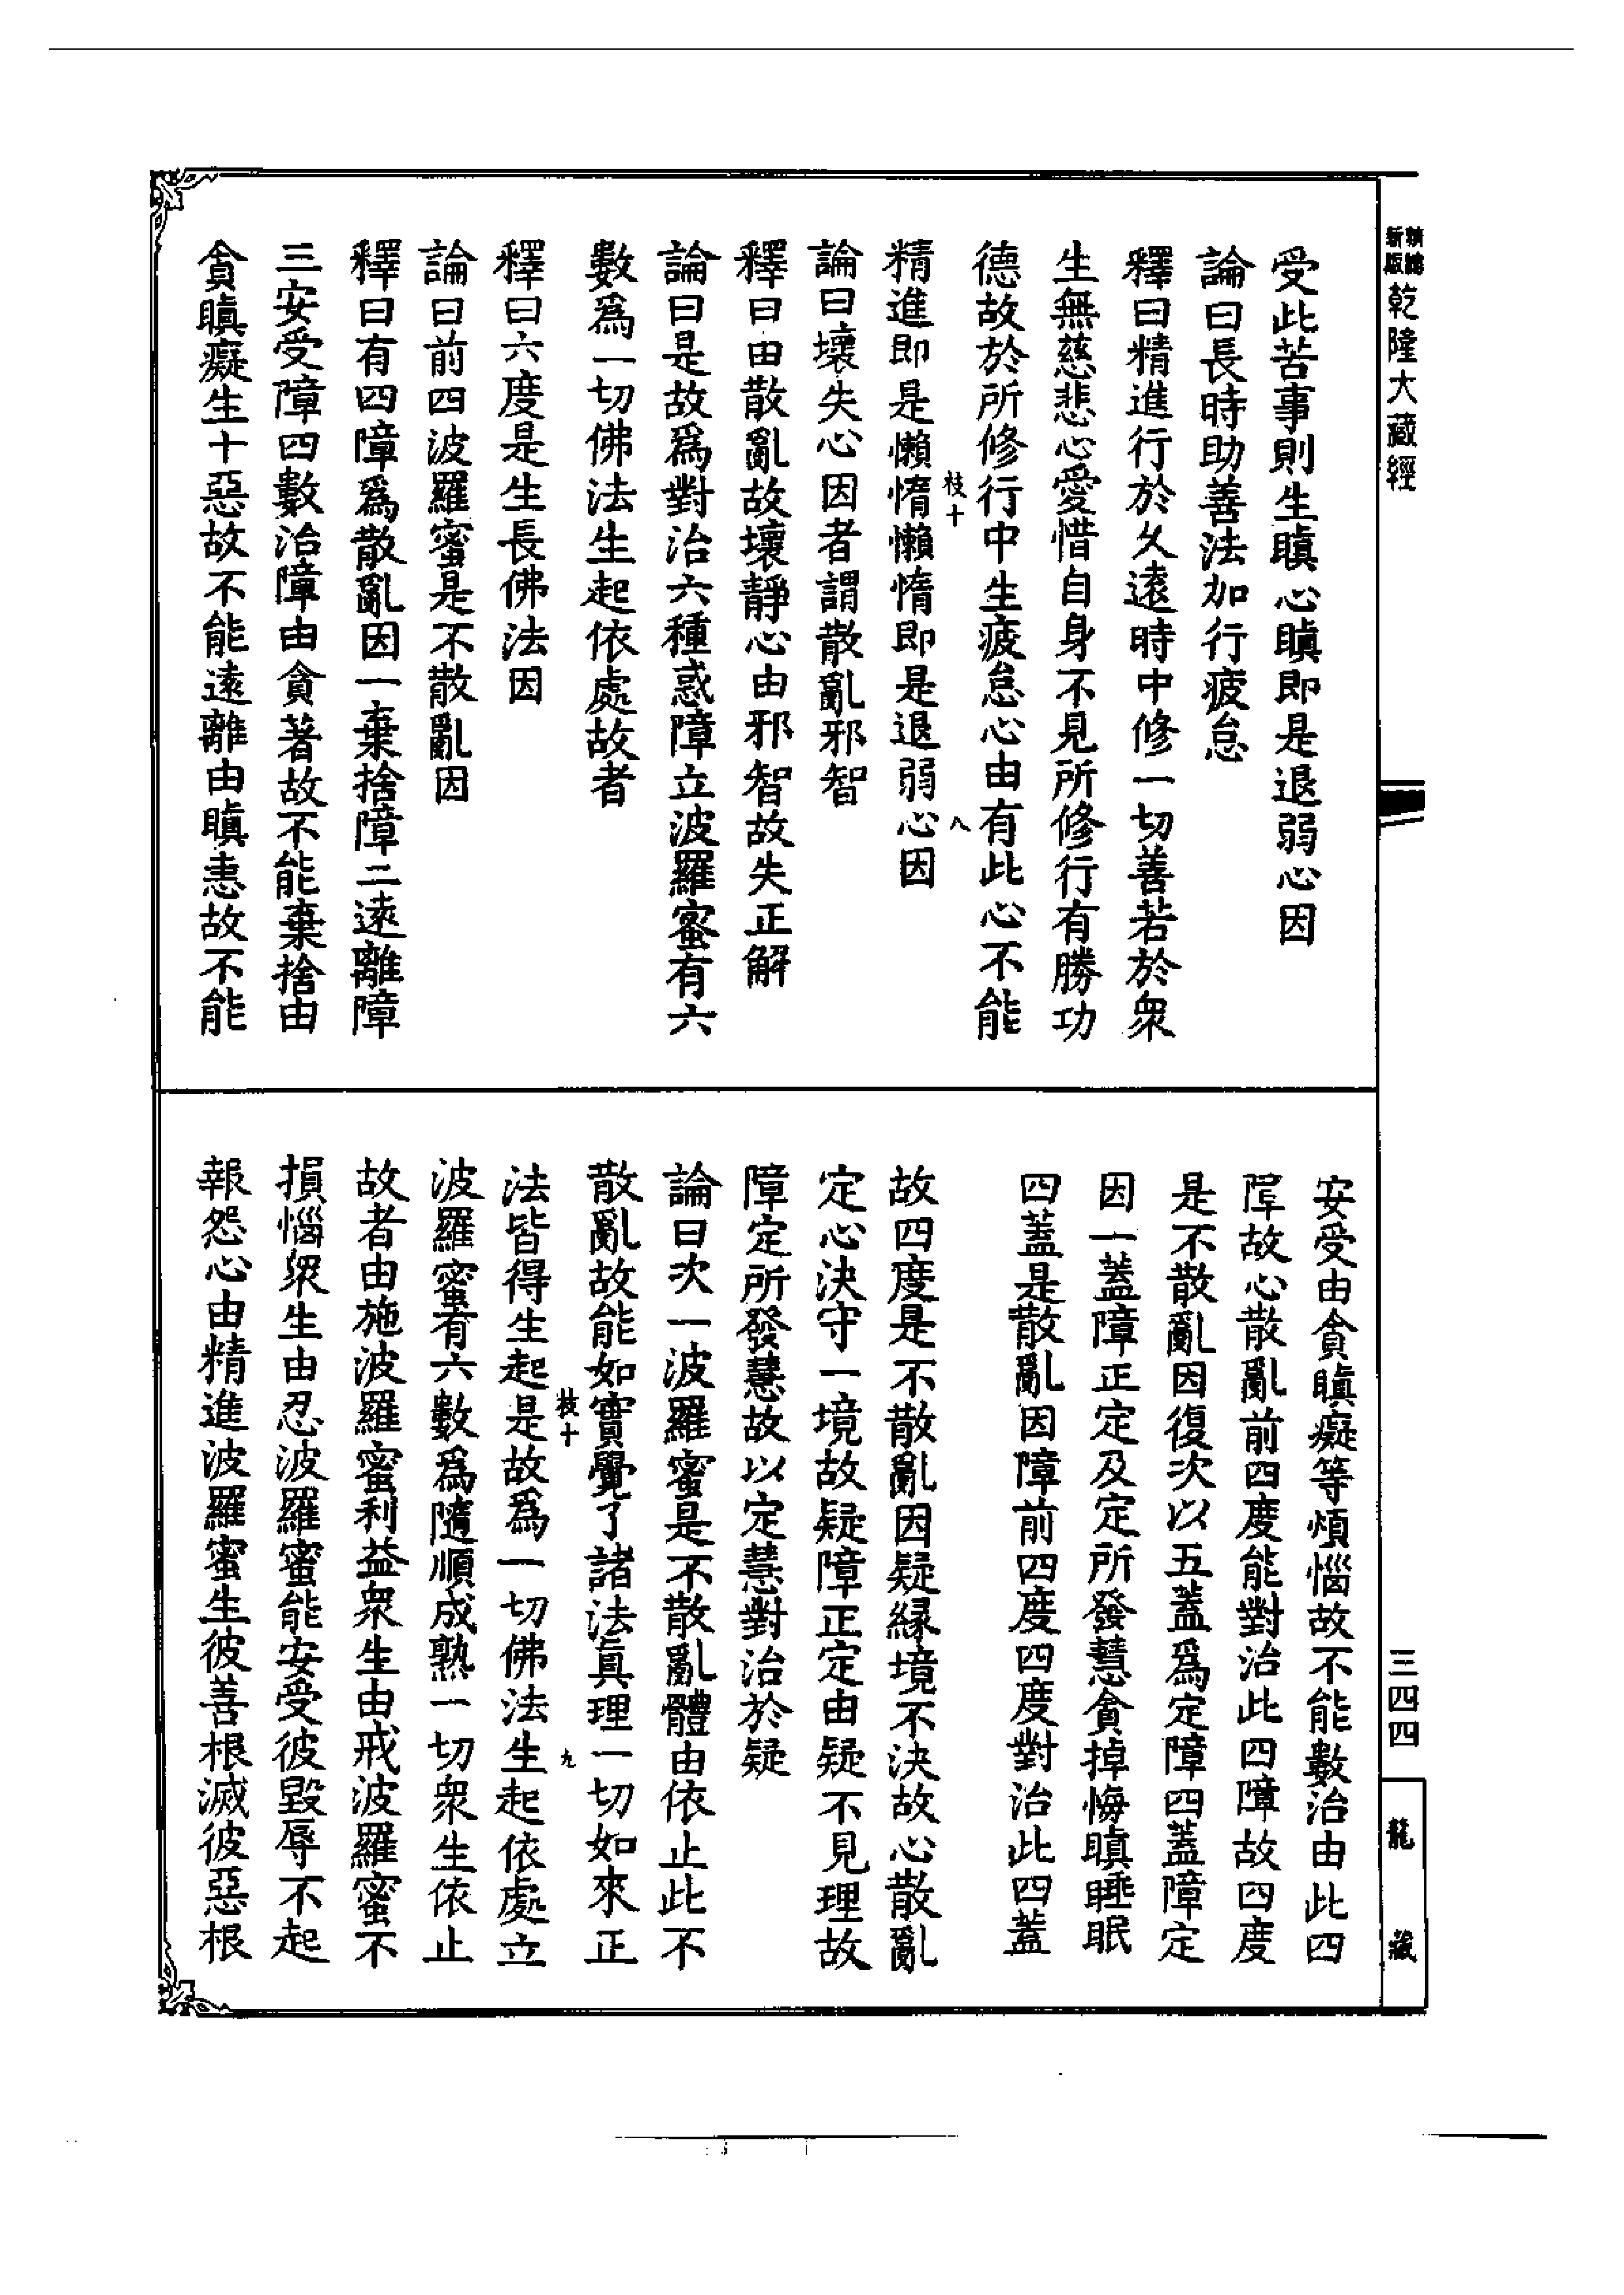 新版
乾隆大藏經
受此苦事則生瞋心瞋即是退弱心因
論曰長時助善法加行疲怠
釋曰精進行於久遠時中修一切善若於衆
生無慈悲心愛惜自身不見所修行有勝功
德故於所修行中生疲怠心由有此心不能
枝十
八
精進即是懶惰懶惰即是退弱心因
論曰壞失心因者謂散亂邪智
釋曰由散亂故壞靜心由邪智故失正解
論曰是故爲對治六種惑障立波羅蜜有六
數爲一切佛法生起依處故者
釋曰六度是生長佛法因
論曰前四波羅蜜是不散亂因
釋曰有四障爲散亂因一棄捨障二遠離障
三安受障四數治障由貪著故不能棄捨由
貪瞋癡生十惡故不能遠離由瞋恚故不能
安受由貪瞋癡等煩惱故不能數治由此四
障故心散亂前四度能對治此四障故四度
是不散亂因復次以五蓋爲定障四蓋障定
因一蓋障正定及定所發慧貪掉悔瞋睡眠
四蓋是散亂因障前四度四度對治此四蓋
故四度是不散亂因疑緣境不決故心散亂
定心決守一境故疑障正定由疑不見理故
障定所發慧故以定慧對治於疑
論曰次一波羅蜜是不散亂體由依止此不
散亂故能如實覺了諸法眞理一切如來正
枝十
九
法皆得生起是故爲一切佛法生起依處立
波羅蜜有六數爲隨順成熟一切衆生依止
故者由施波羅蜜利益衆生由戒波羅蜜不
損惱衆生由忍波羅蜜能安受彼毀辱不起
報怨心由精進波羅蜜生彼善根滅彼惡根
三四四
龍藏